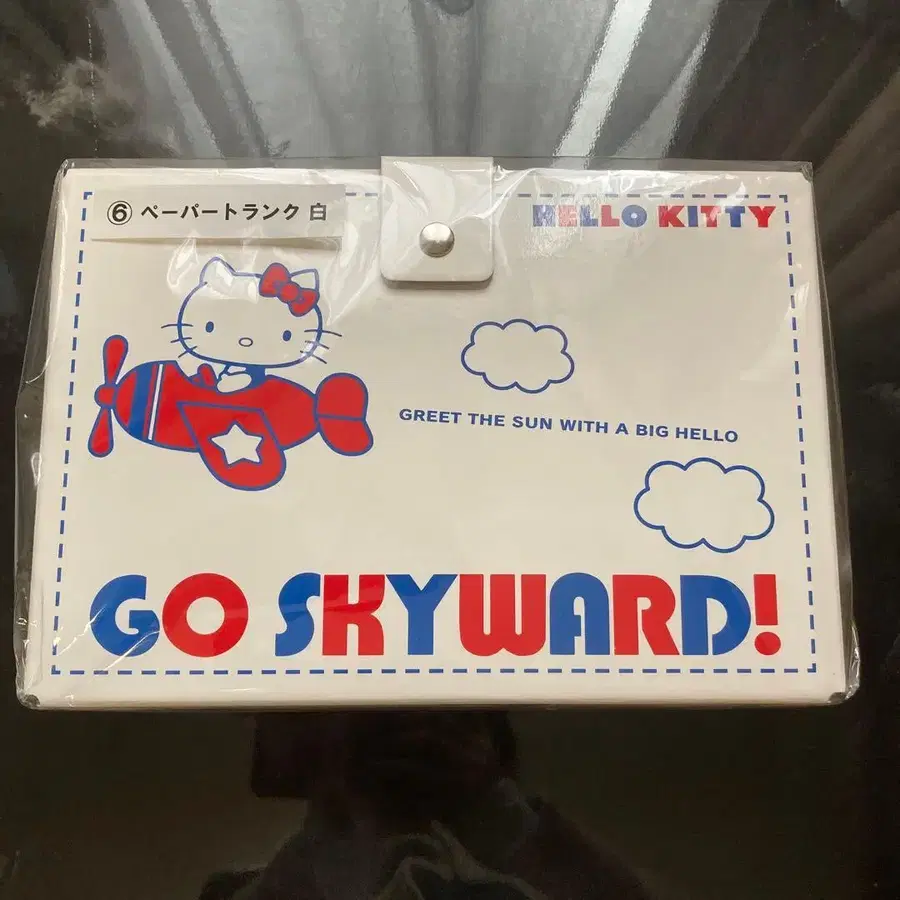 ⑥ ペーパートランク 白
HELLO KITTY
GREET THE SUN WITH A BIG HELLO
GO SKYWARD!